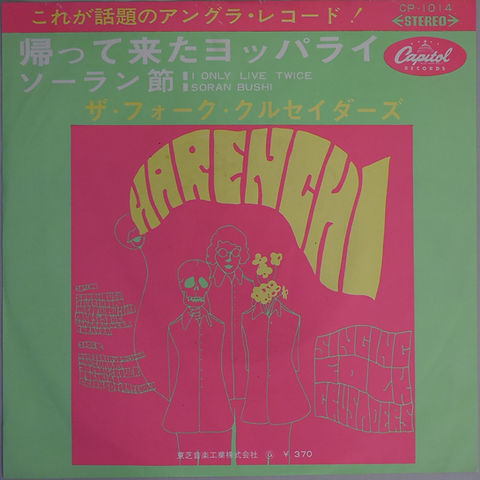 これが話題のアングラ・レコード!
CP-1014
STEREO
帰って来たヨッパライ
ソーラン節
I ONLY LIVE TWICE
SORAN BUSHI
Capitol
RECORDS
ザ・フォーク・クルセイダーズ
HARENCHI
SINGING
FOLK
CRUSADERS
東芝音楽工業株式会社 Ⓖ ¥ 370